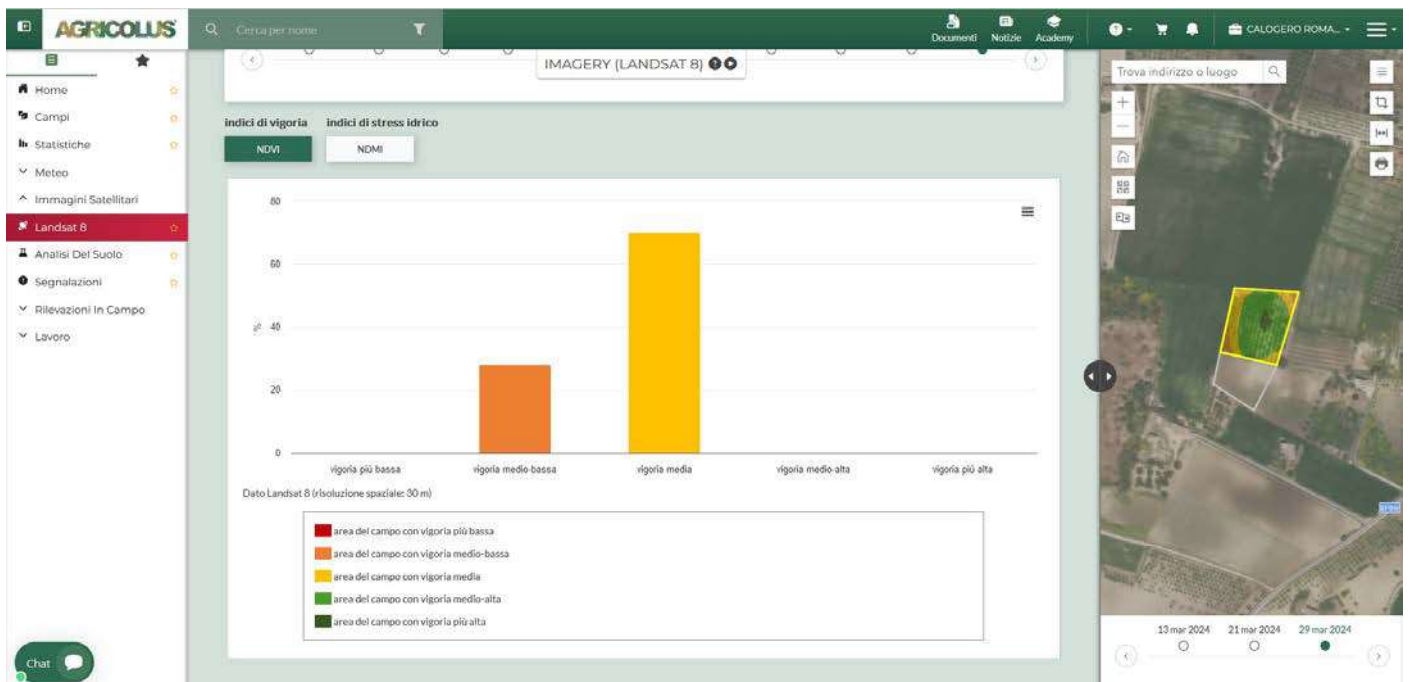 AGRICOLUS
Cerca per nome
Documenti
Notizie
Academy
CALOGERO ROMA...
Home
Campi
Statistiche
Meteo
Immagini Satellitari
Landsat 8
Analisi Del Suolo
Segnalazioni
Rilevazioni In Campo
Lavoro
Chat
IMAGERY (LANDSAT 8)
indici di vigoria indici di stress idrico
NDVI NDMI
80
60
% 40
20
0
vigoria più bassa vigoria medio-bassa vigoria media vigoria medio-alta vigoria più alta
Dato Landsat 8 (risoluzione spaziale: 30 m)
area del campo con vigoria più bassa
area del campo con vigoria medio-bassa
area del campo con vigoria media
area del campo con vigoria medio-alta
area del campo con vigoria più alta
Trova indirizzo o luogo
13 mar 2024 21 mar 2024 29 mar 2024